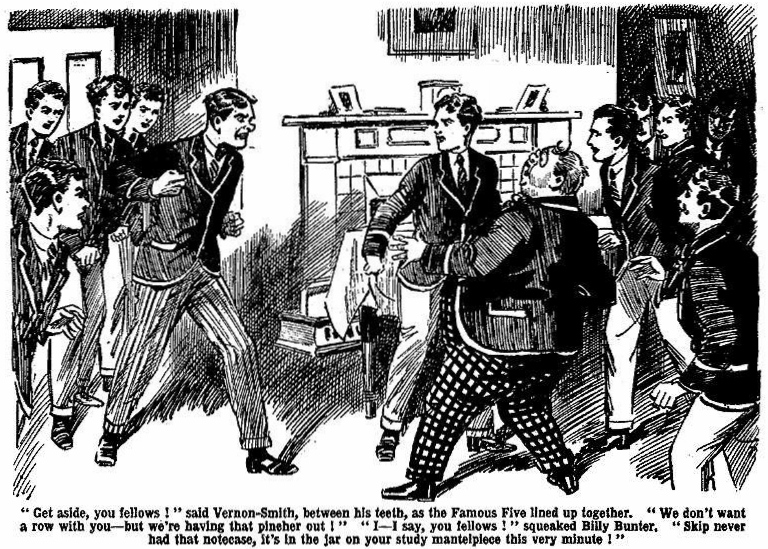 " Get aside, you fellows ! " said Vernon-Smith, between his teeth, as the Famous Five lined up together. " We don't want
a row with you—but we're having that pincher out ! " " I—I say, you fellows ! " squeaked Billy Bunter. " Skip never
had that notecase, it's in the jar on your study mantelpiece this very minute ! "